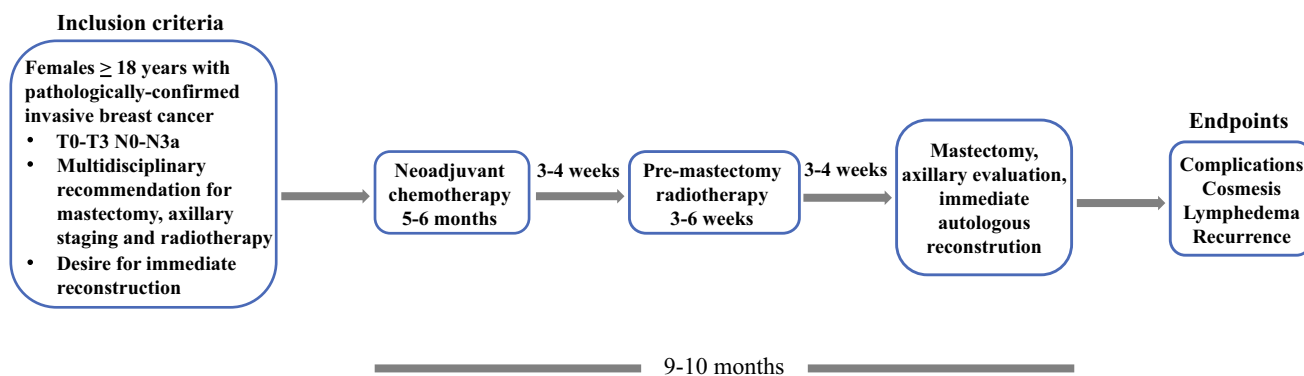 Inclusion criteria
Females ≥ 18 years with
pathologically-confirmed
invasive breast cancer
• T0-T3 N0-N3a
• Multidisciplinary
recommendation for
mastectomy, axillary
staging and radiotherapy
• Desire for immediate
reconstruction
Neoadjuvant
chemotherapy
5-6 months
3-4 weeks
Pre-mastectomy
radiotherapy
3-6 weeks
3-4 weeks
Mastectomy,
axillary evaluation,
immediate
autologous
reconstrution
Endpoints
Complications
Cosmesis
Lymphedema
Recurrence
9-10 months